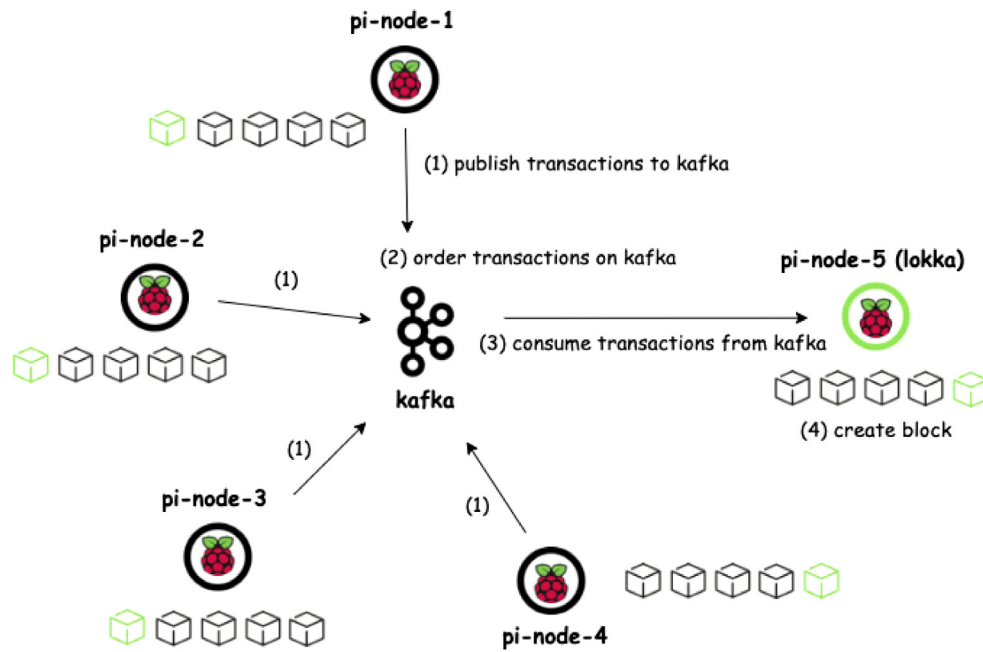 pi-node-1
(1) publish transactions to kafka
pi-node-2
(1)
(2) order transactions on kafka
pi-node-5 (lokka)
(3) consume transactions from kafka
kafka
(4) create block
(1)
pi-node-3
(1)
pi-node-4